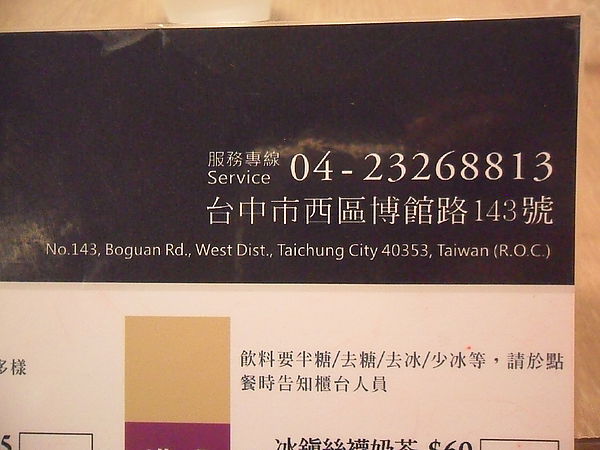 服務專線
Service
04-23268813
台中市西區博館路143號
No.143, Boguan Rd., West Dist., Taichung City 40353, Taiwan (R.O.C.)
多樣
飲料要半糖/去糖/去冰/少冰等，請於點
餐時告知櫃台人員
5
冰鎮絲襪奶茶 $60